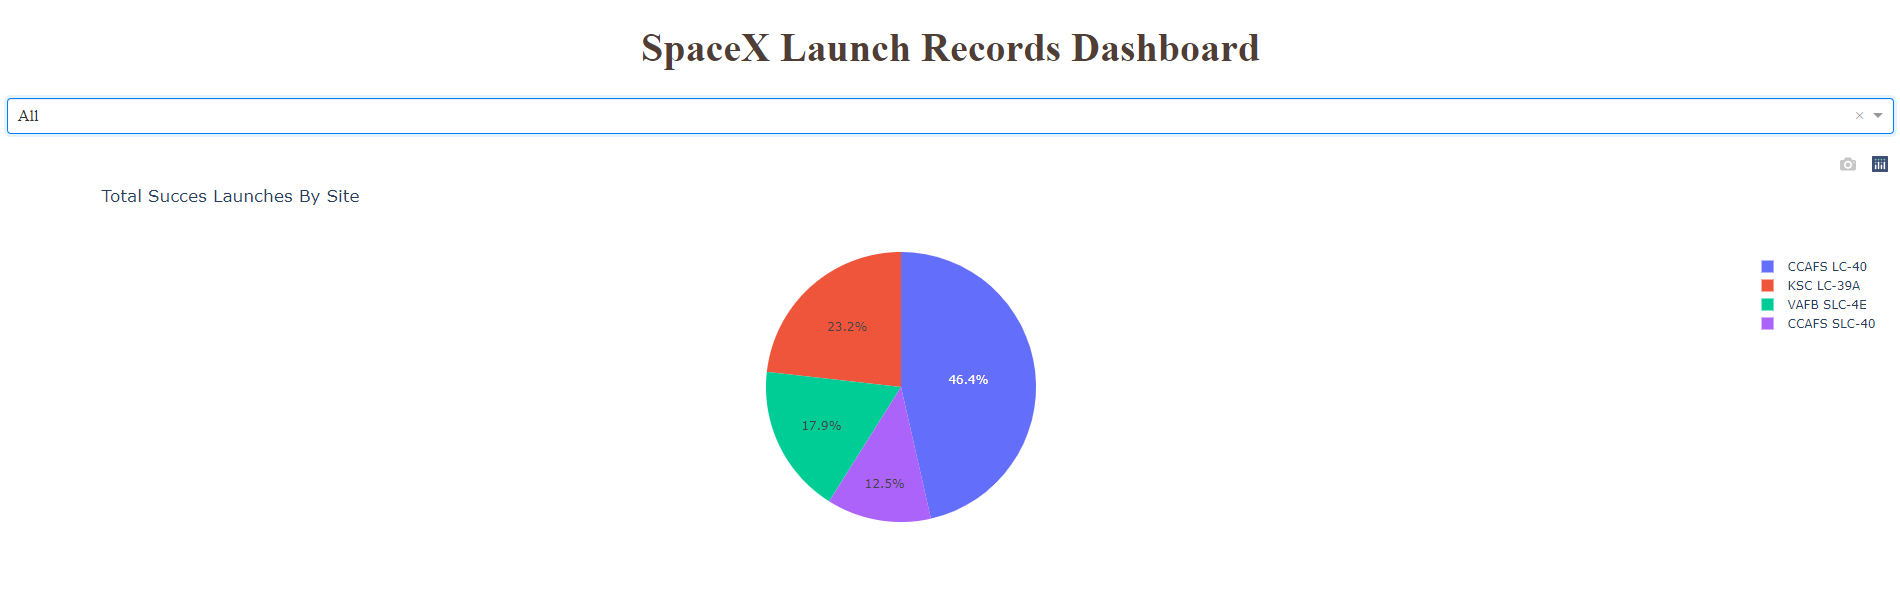 SpaceX Launch Records Dashboard
All
Total Succes Launches By Site
CCAFS LC-40
KSC LC-39A
VAFB SLC-4E
CCAFS SLC-40
23.2%
46.4%
17.9%
12.5%